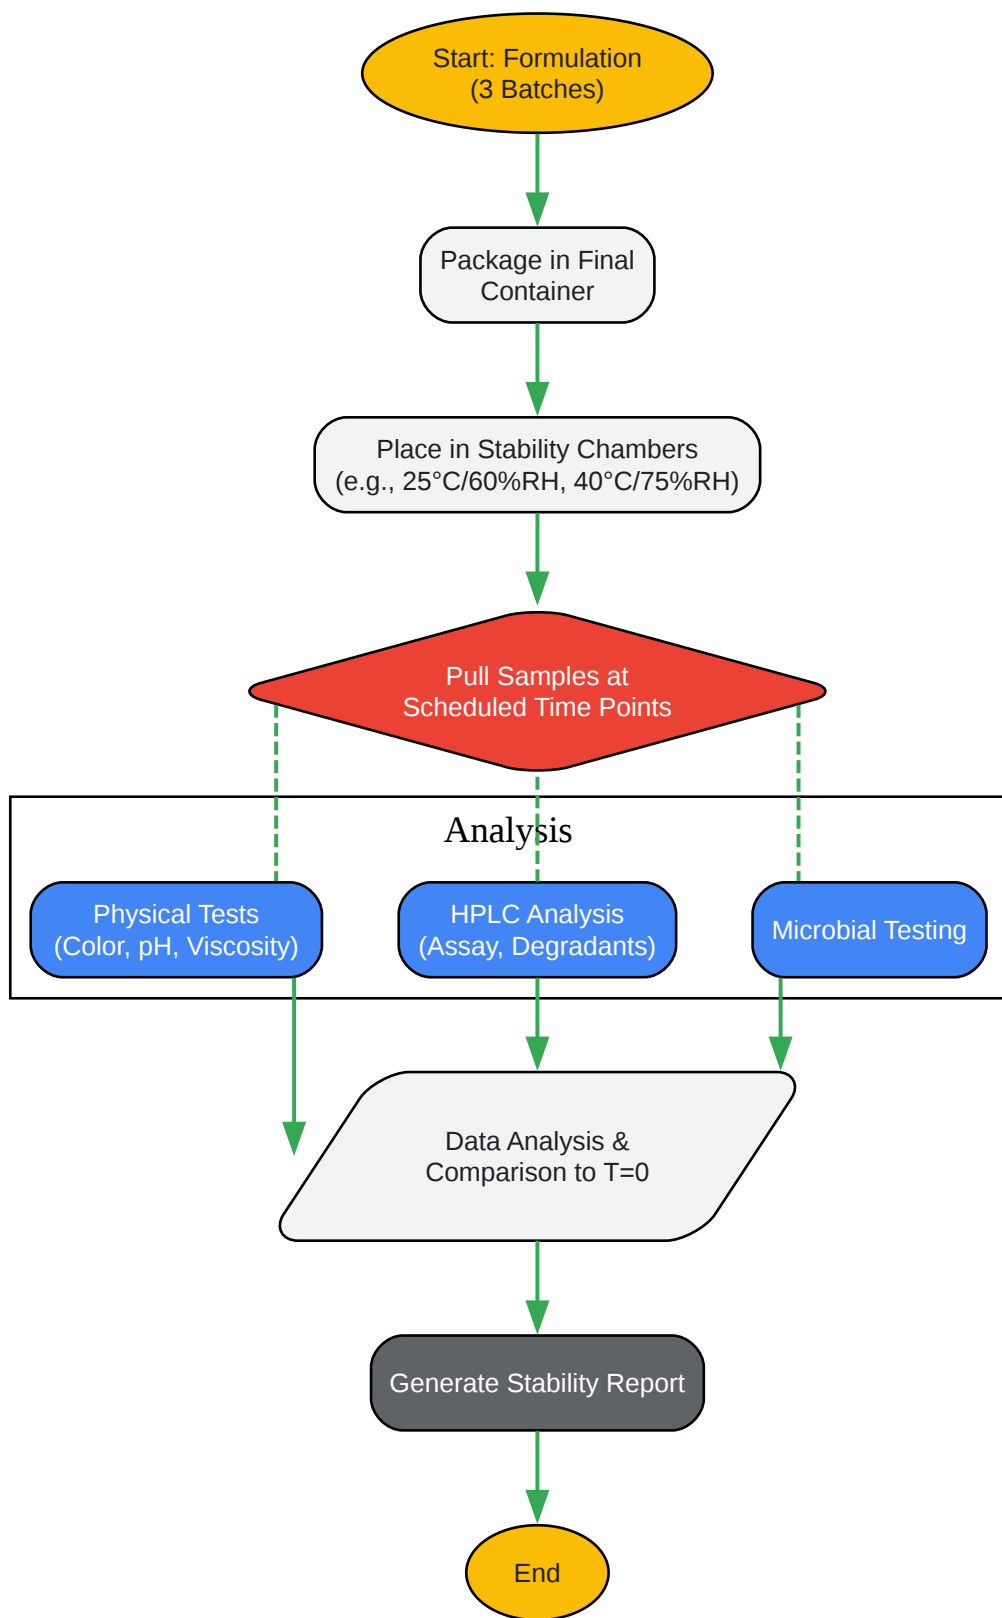 Start: Formulation
(3 Batches)
Package in Final
Container
Place in Stability Chambers
(e.g., 25°C/60%RH, 40°C/75%RH)
Pull Samples at
Scheduled Time Points
Analysis
Physical Tests
(Color, pH, Viscosity)
HPLC Analysis
(Assay, Degradants)
Microbial Testing
Data Analysis &
Comparison to T=0
Generate Stability Report
End